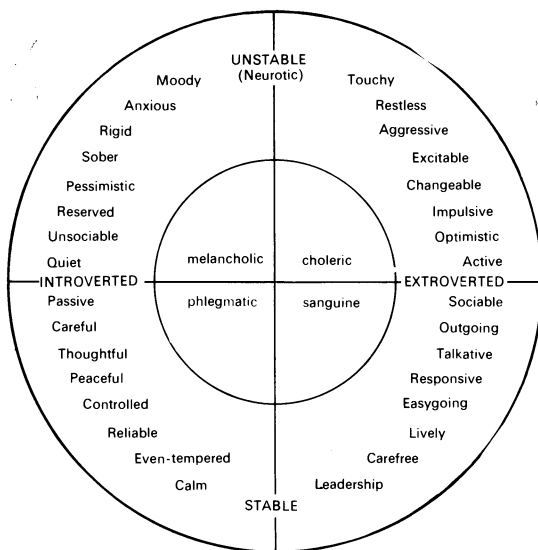 UNSTABLE
(Neurotic)
Moody
Touchy
Anxious
Restless
Rigid
Aggressive
Sober
Excitable
Pessimistic
Changeable
Reserved
Impulsive
Unsociable
Optimistic
Quiet
melancholic
choleric
Active
INTROVERTED
EXTROVERTED
Passive
phlegmatic
sanguine
Sociable
Careful
Outgoing
Thoughtful
Talkative
Peaceful
Responsive
Controlled
Easygoing
Reliable
Lively
Even-tempered
Carefree
Calm
Leadership
STABLE